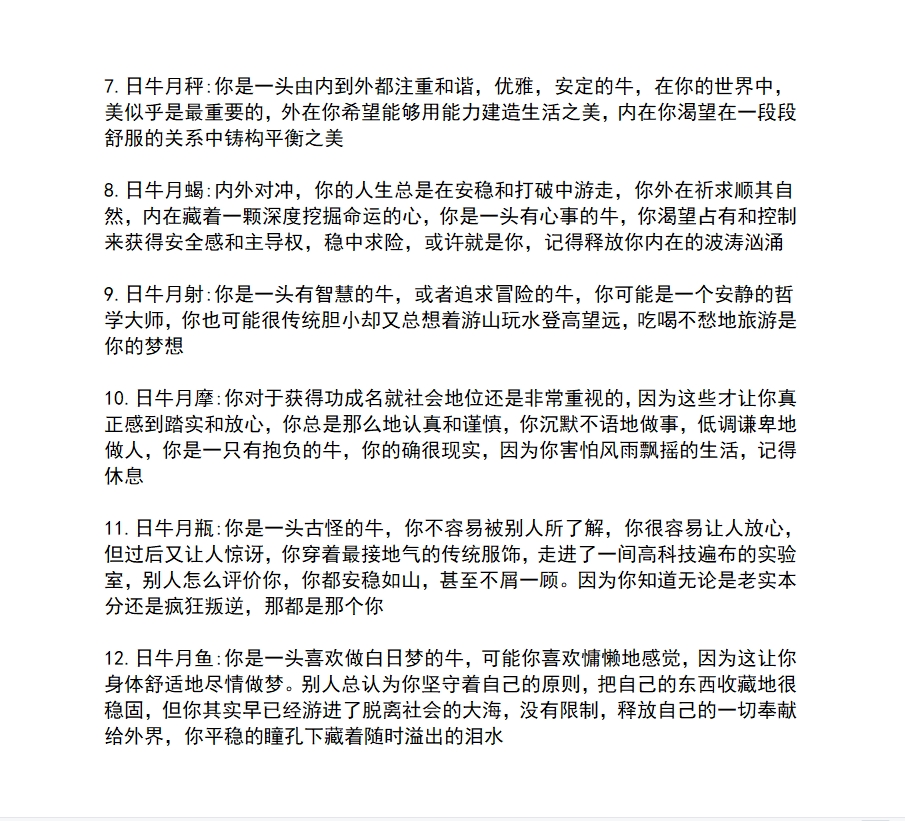 7. 日牛月秤:你是一头由内到外都注重和谐，优雅，安定的牛，在你的世界中，
美似乎是最重要的，外在你希望能够用能力建造生活之美，内在你渴望在一段段
舒服的关系中铸构平衡之美
8. 日牛月蝎:内外对冲，你的人生总是在安稳和打破中游走，你外在祈求顺其自
然，内在藏着一颗深度挖掘命运的心，你是一头有心事的牛，你渴望占有和控制
来获得安全感和主导权，稳中求险，或许就是你，记得释放你内在的波涛汹涌
9. 日牛月射:你是一头有智慧的牛，或者追求冒险的牛，你可能是一个安静的哲
学大师，你也可能很传统胆小却又总想着游山玩水登高望远，吃喝不愁地旅游是
你的梦想
10. 日牛月摩:你对于获得功成名就社会地位还是非常重视的，因为这些才让你真
正感到踏实和放心，你总是那么地认真和谨慎，你沉默不语地做事，低调谦卑地
做人，你是一只有抱负的牛，你的确很现实，因为你害怕风雨飘摇的生活，记得
休息
11. 日牛月瓶:你是一头古怪的牛，你不容易被别人所了解，你很容易让人放心，
但过后又让人惊讶，你穿着最接地气的传统服饰，走进了一间高科技遍布的实验
室，别人怎么评价你，你都安稳如山，甚至不屑一顾。因为你知道无论是老实本
分还是疯狂叛逆，那都是那个你
12. 日牛月鱼:你是一头喜欢做白日梦的牛，可能你喜欢慵懒地感觉，因为这让你
身体舒适地尽情做梦。别人总认为你坚守着自己的原则，把自己的东西收藏地很
稳固，但你其实早已经游进了脱离社会的大海，没有限制，释放自己的一切奉献
给外界，你平稳的瞳孔下藏着随时溢出的泪水